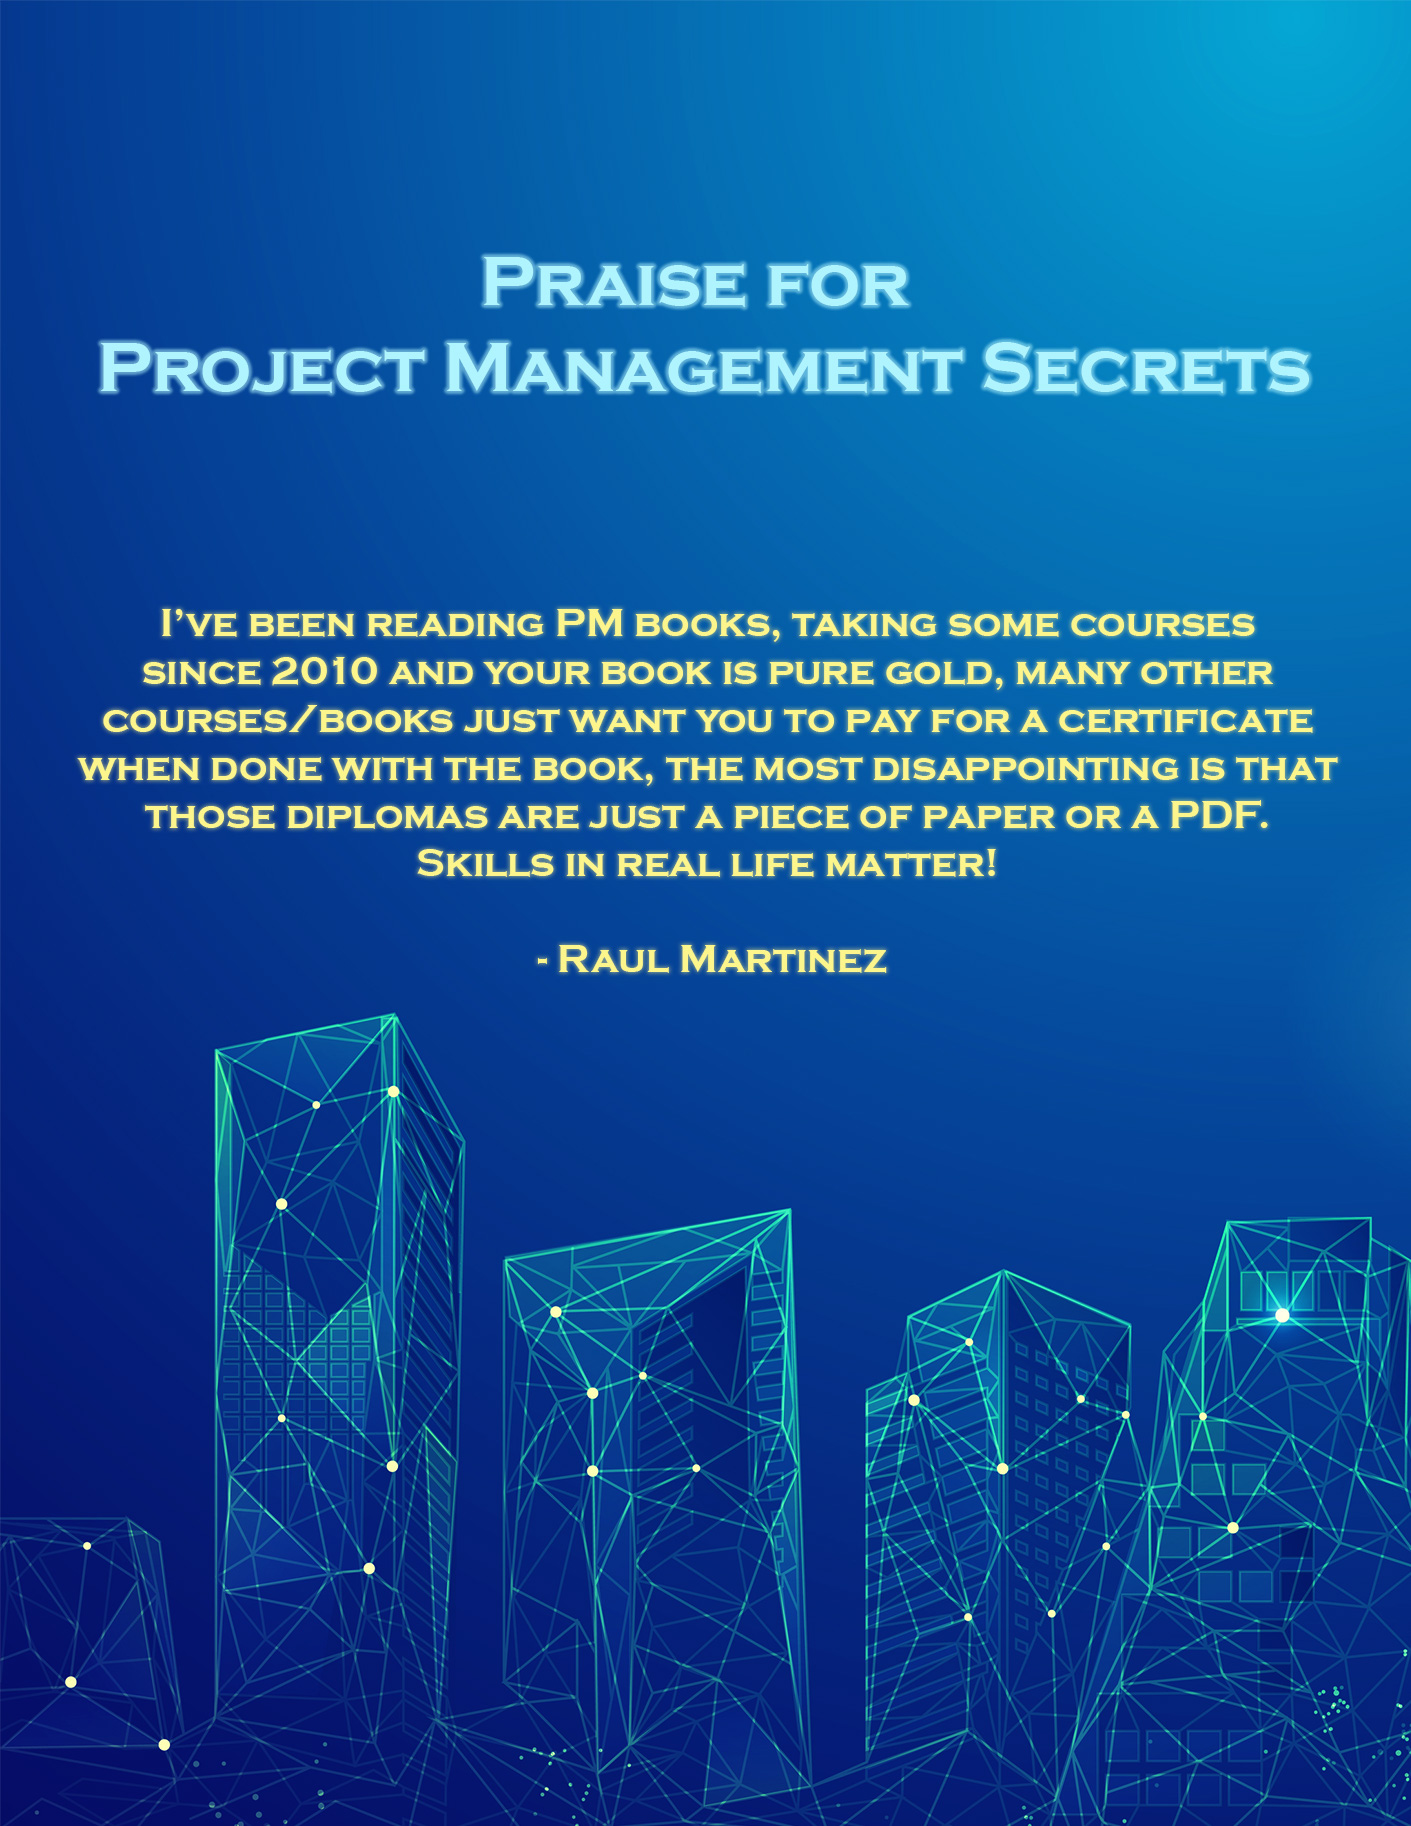 Praise for
Project Management Secrets
I've been reading PM books, taking some courses
since 2010 and your book is pure gold, many other
courses/books just want you to pay for a certificate
when done with the book, the most disappointing is that
those diplomas are just a piece of paper or a PDF.
Skills in real life matter!
- Raul Martinez